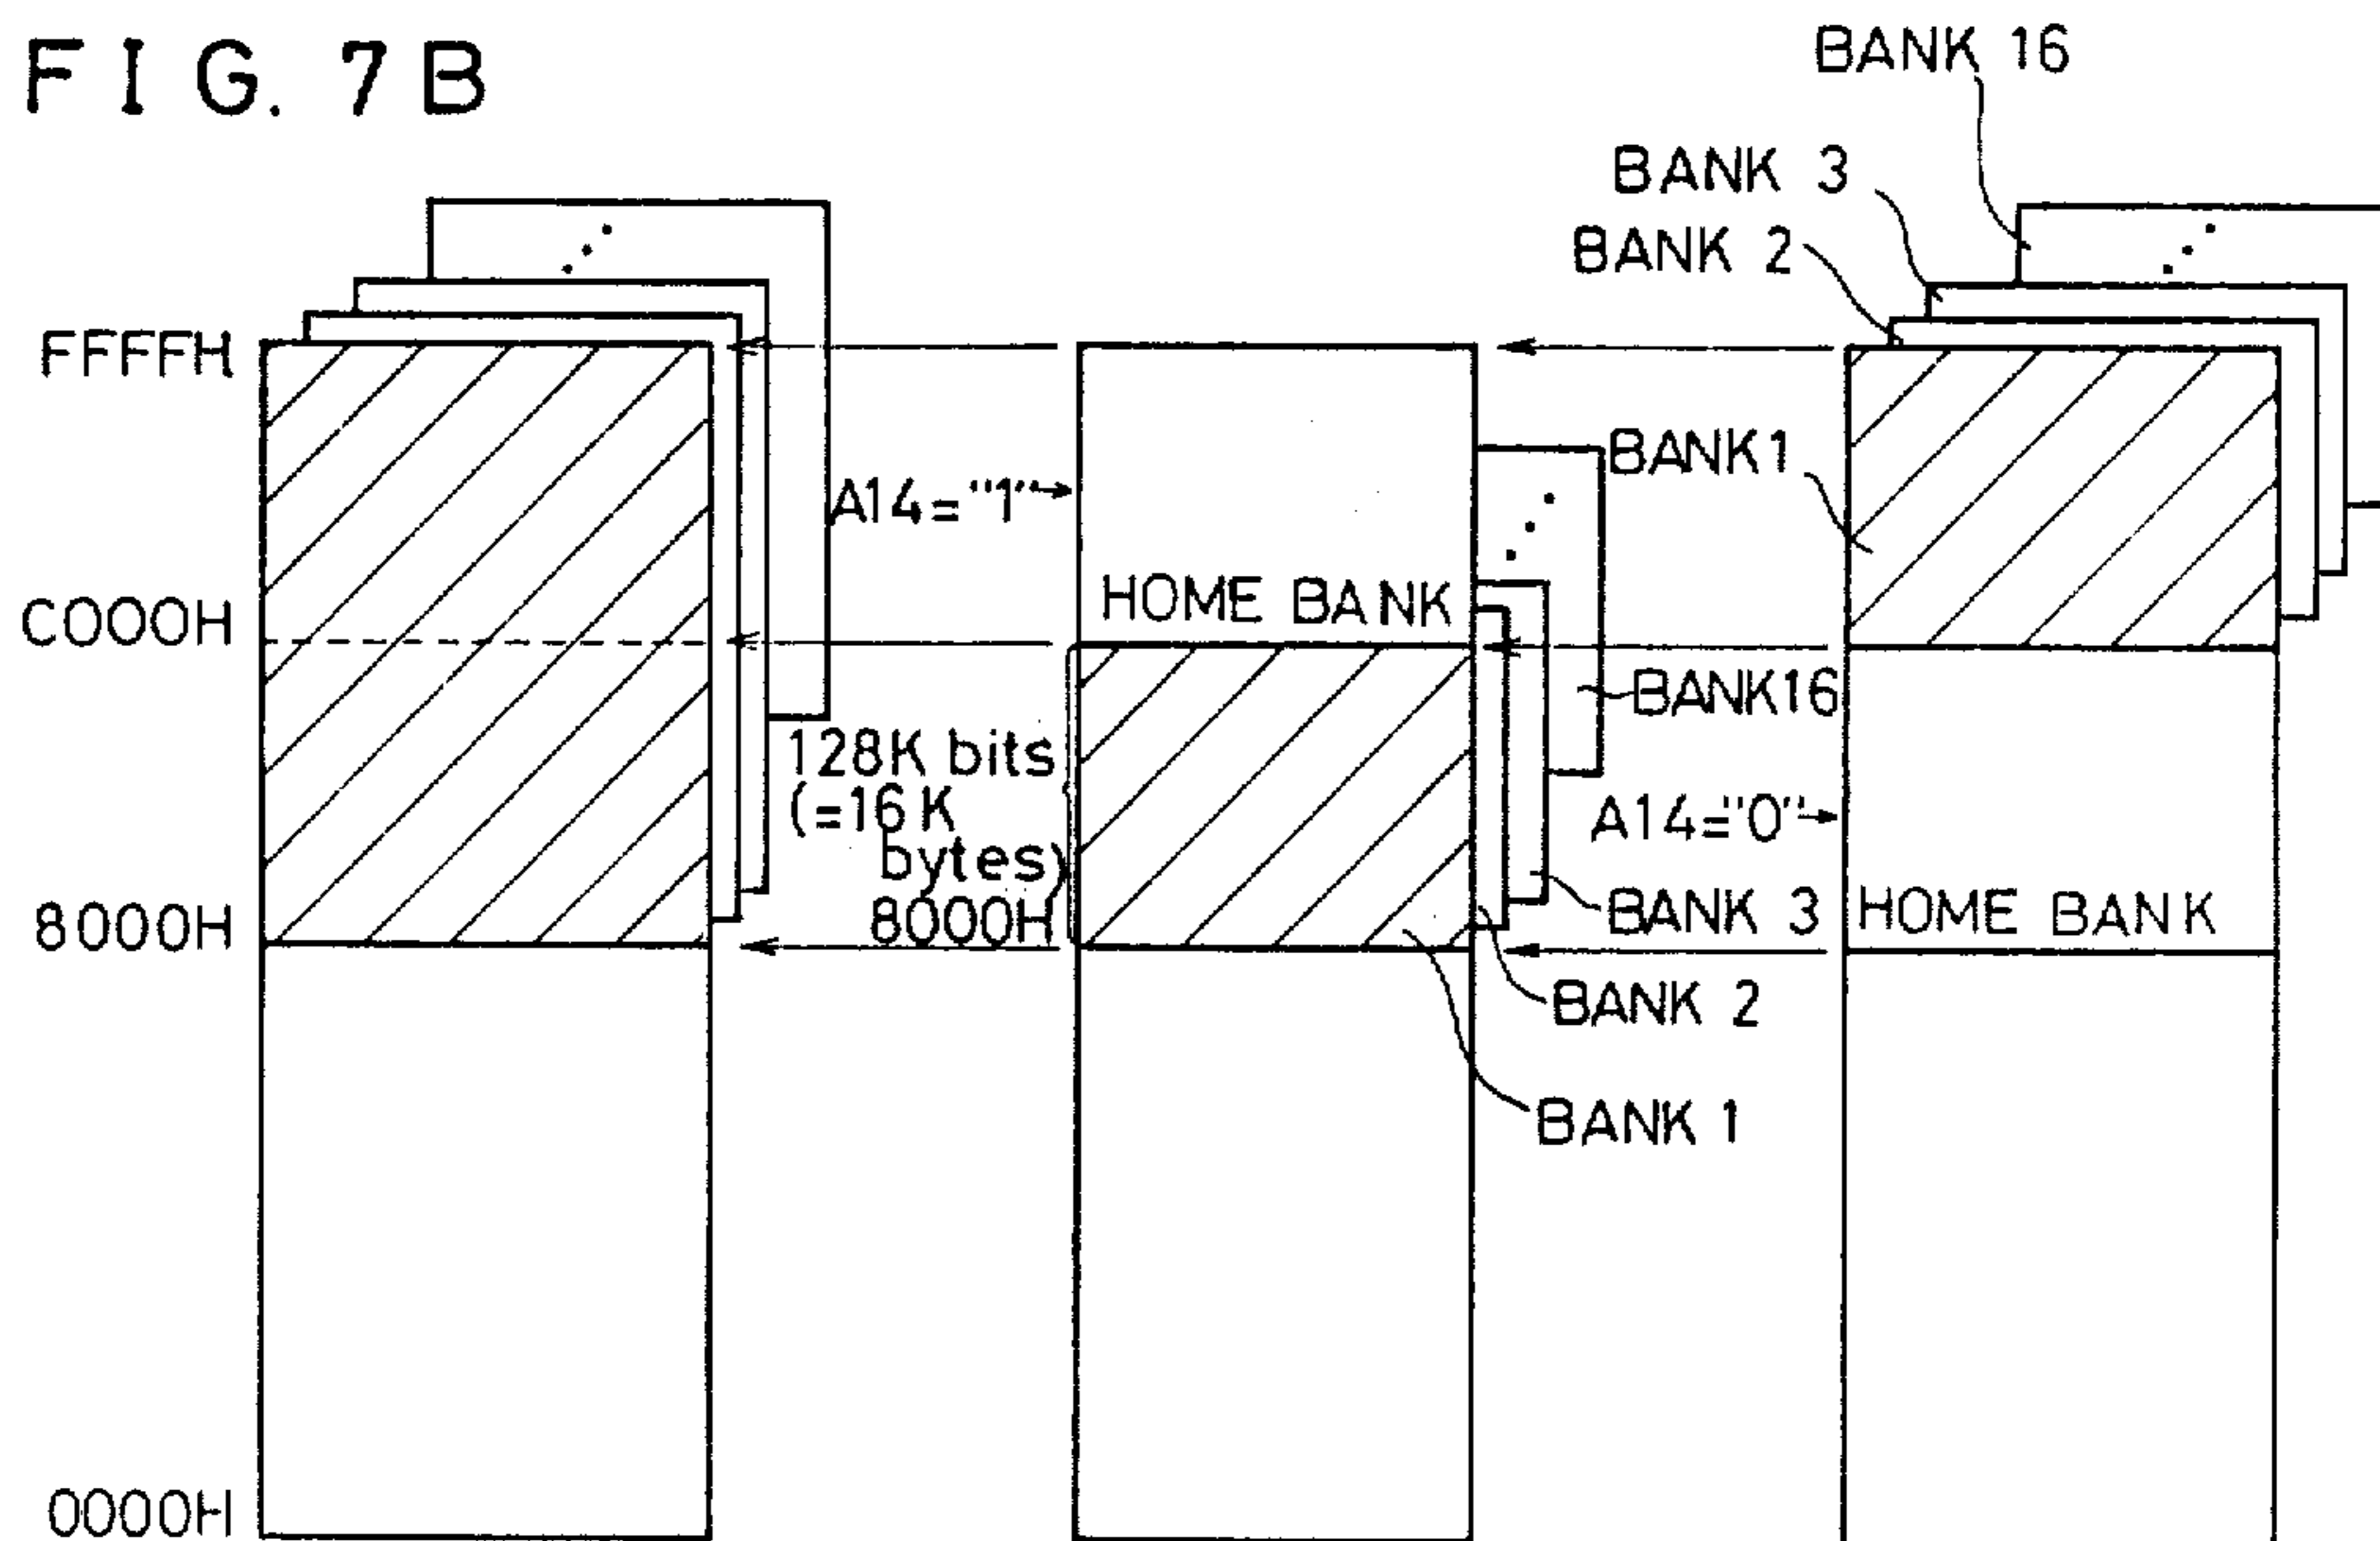 FIG. 7B
BANK 16
BANK 3
BANK 2
FFFFH
BANK1
A14="1"
C000H
HOME BANK
BANK16
128K bits
(=16K
bytes)
A14="0"
8000H
8000H
BANK 3
HOME BANK
BANK 2
BANK 1
0000H